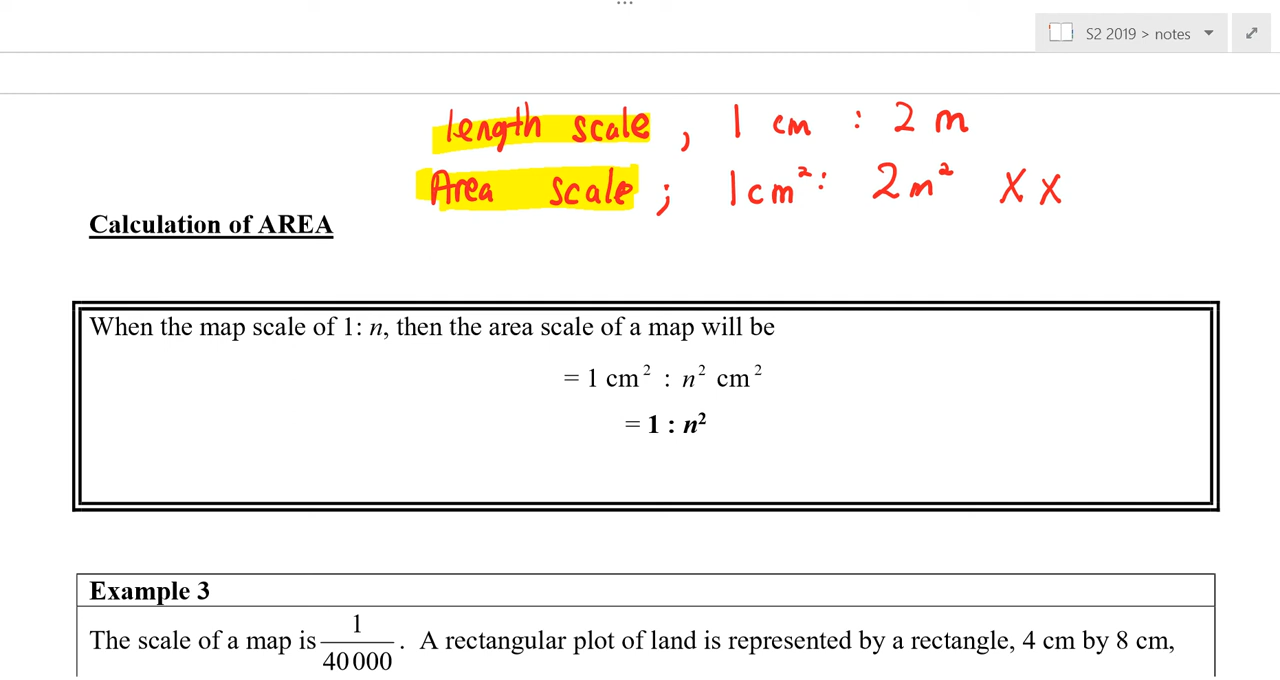 S2 2019 > notes
length scale , 1 cm : 2 m
Area scale ; 1 cm² : 2 m² X X
Calculation of AREA
When the map scale of 1: n, then the area scale of a map will be
= 1 cm² : n² cm²
= 1 : n²
Example 3
The scale of a map is 1/40 000 . A rectangular plot of land is represented by a rectangle, 4 cm by 8 cm,